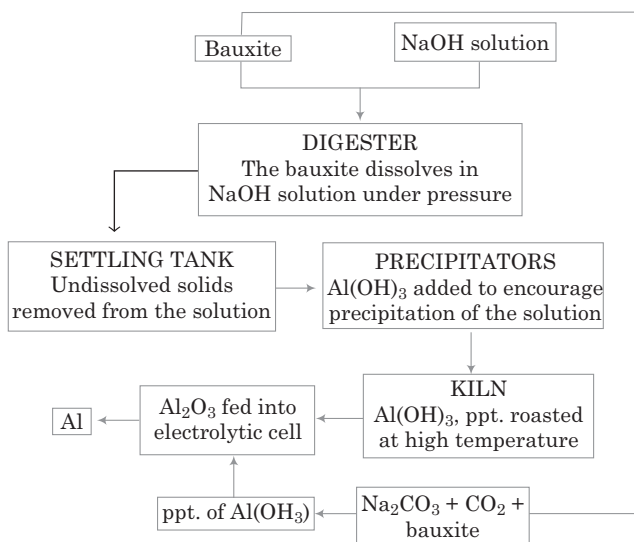 Bauxite
NaOH solution
DIGESTER
The bauxite dissolves in
NaOH solution under pressure
SETTLING TANK
Undissolved solids
removed from the solution
PRECIPITATORS
Al(OH)₃ added to encourage
precipitation of the solution
KILN
Al(OH)₃, ppt. roasted
at high temperature
Al₂O₃ fed into
electrolytic cell
Al
ppt. of Al(OH₃)
Na₂CO₃ + CO₂ +
bauxite